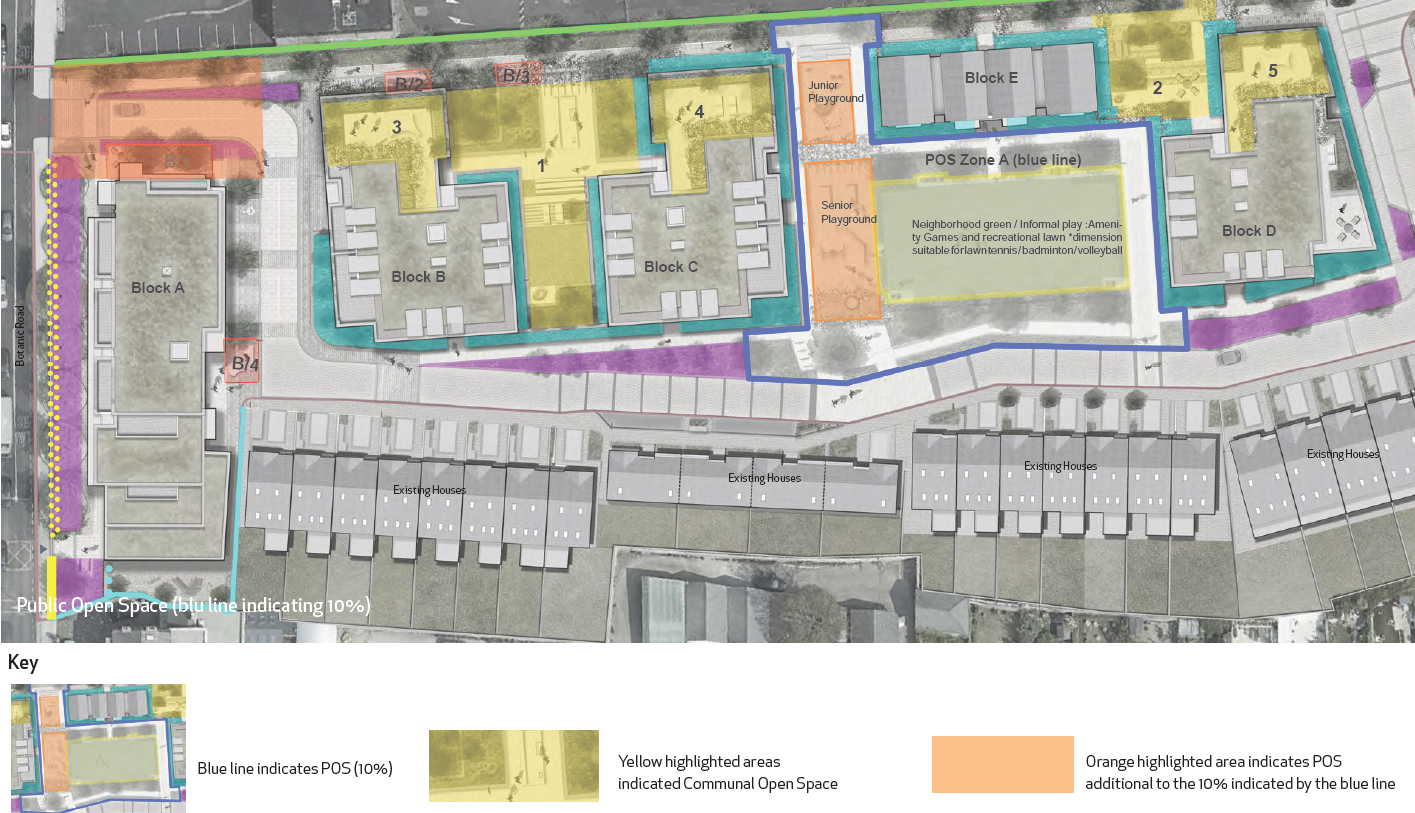 B/2
B/3
3
1
4
Junior
Playground
Block E
2
5
POS Zone A (blue line)
Senior
Playground
Neighborhood green / Informal play :Ameni-
ty Games and recreational lawn *dimension
suitable for lawn tennis/badminton/volleyball
Block A
Block B
Block C
Block D
Botanic Road
B/4
Existing Houses
Existing Houses
Existing Houses
Existing Houses
Public Open Space (blu line indicating 10%)
Key
Blue line indicates POS (10%)
Yellow highlighted areas
indicated Communal Open Space
Orange highlighted area indicates POS
additional to the 10% indicated by the blue line